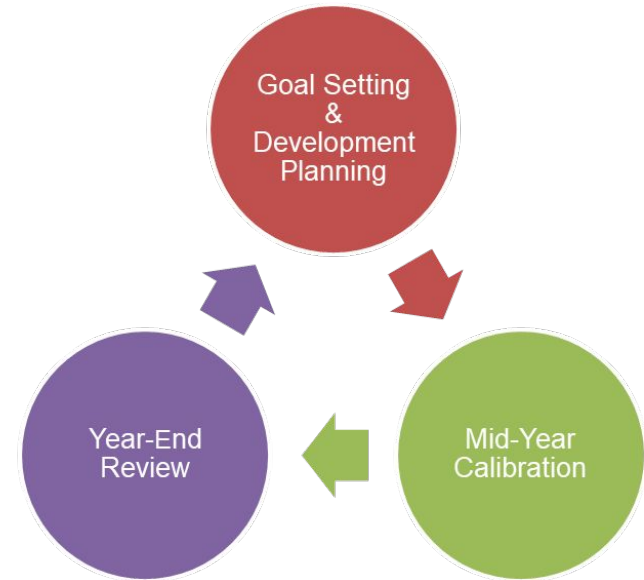 Goal Setting
&
Development
Planning
Year-End
Review
Mid-Year
Calibration